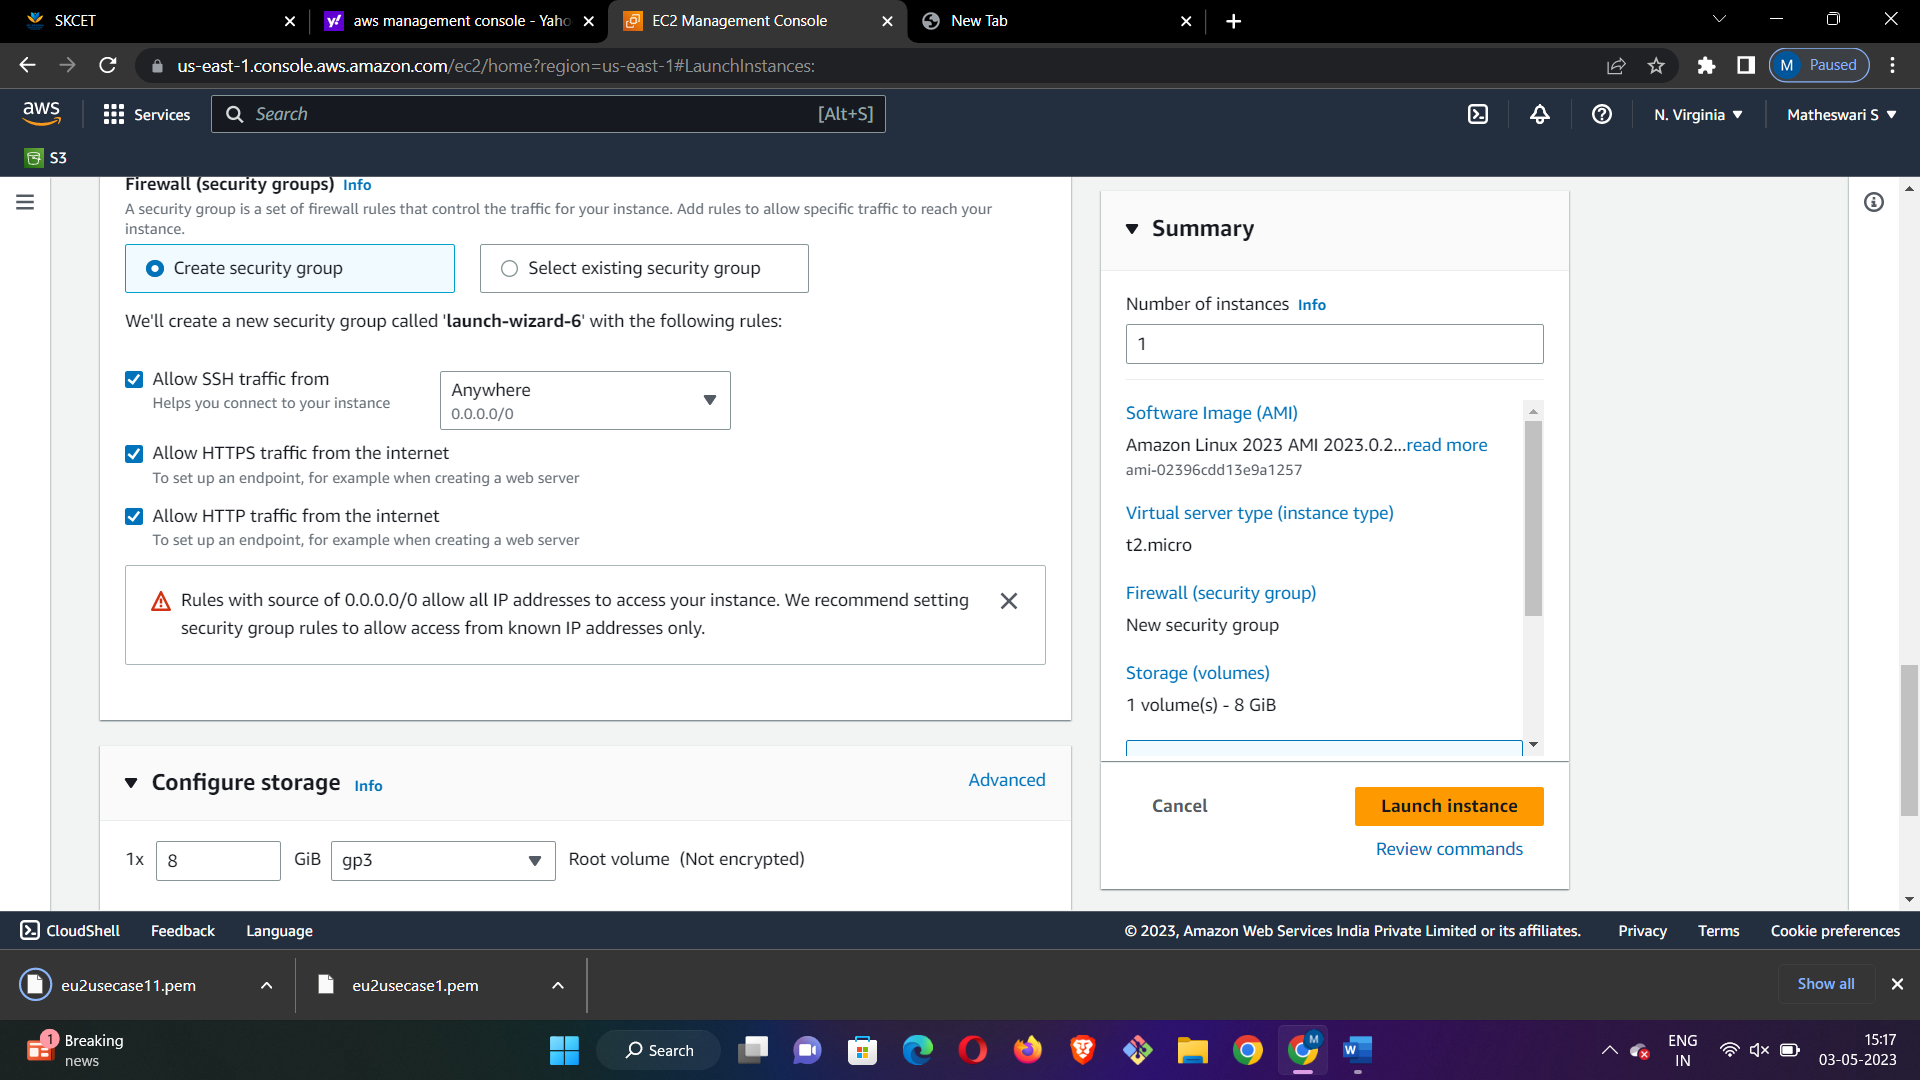 SKCET
aws management console - Yaho
EC2 Management Console
New Tab
us-east-1.console.aws.amazon.com/ec2/home?region=us-east-1#LaunchInstances:
M Paused
aws
Services
Search
[Alt+S]
N. Virginia
Matheswari S
S3
Firewall (security groups) Info
A security group is a set of firewall rules that control the traffic for your instance. Add rules to allow specific traffic to reach your
instance.
Create security group
Select existing security group
We'll create a new security group called 'launch-wizard-6' with the following rules:
Allow SSH traffic from
Helps you connect to your instance
Anywhere
0.0.0.0/0
Allow HTTPS traffic from the internet
To set up an endpoint, for example when creating a web server
Allow HTTP traffic from the internet
To set up an endpoint, for example when creating a web server
Rules with source of 0.0.0.0/0 allow all IP addresses to access your instance. We recommend setting
security group rules to allow access from known IP addresses only.
Configure storage Info
Advanced
1x 8 GiB gp3 Root volume (Not encrypted)
Summary
Number of instances Info
1
Software Image (AMI)
Amazon Linux 2023 AMI 2023.0.2...read more
ami-02396cdd13e9a1257
Virtual server type (instance type)
t2.micro
Firewall (security group)
New security group
Storage (volumes)
1 volume(s) - 8 GiB
Cancel
Launch instance
Review commands
CloudShell
Feedback
Language
© 2023, Amazon Web Services India Private Limited or its affiliates.
Privacy
Terms
Cookie preferences
eu2usecase11.pem
eu2usecase1.pem
Show all
1
Breaking
news
Search
M
W
ENG
IN
15:17
03-05-2023